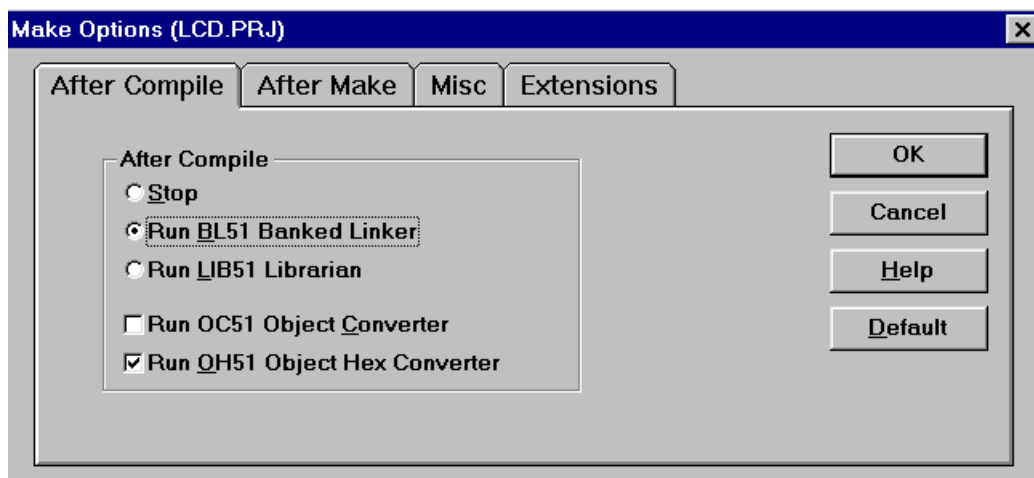 Make Options (LCD.PRJ)
After Compile After Make Misc Extensions
After Compile
Stop
Run BL51 Banked Linker
Run LIB51 Librarian
Run OC51 Object Converter
Run OH51 Object Hex Converter
OK
Cancel
Help
Default